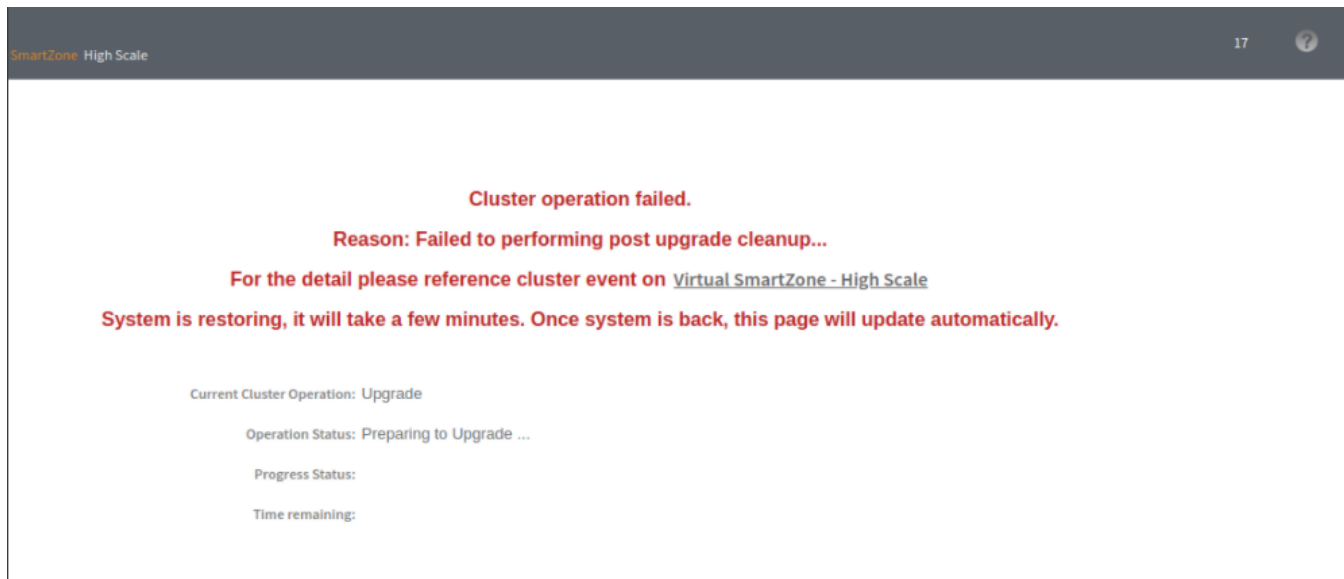 17 ?
SmartZone High Scale
Cluster operation failed.
Reason: Failed to performing post upgrade cleanup...
For the detail please reference cluster event on Virtual SmartZone - High Scale
System is restoring, it will take a few minutes. Once system is back, this page will update automatically.
Current Cluster Operation: Upgrade
Operation Status: Preparing to Upgrade ...
Progress Status:
Time remaining: